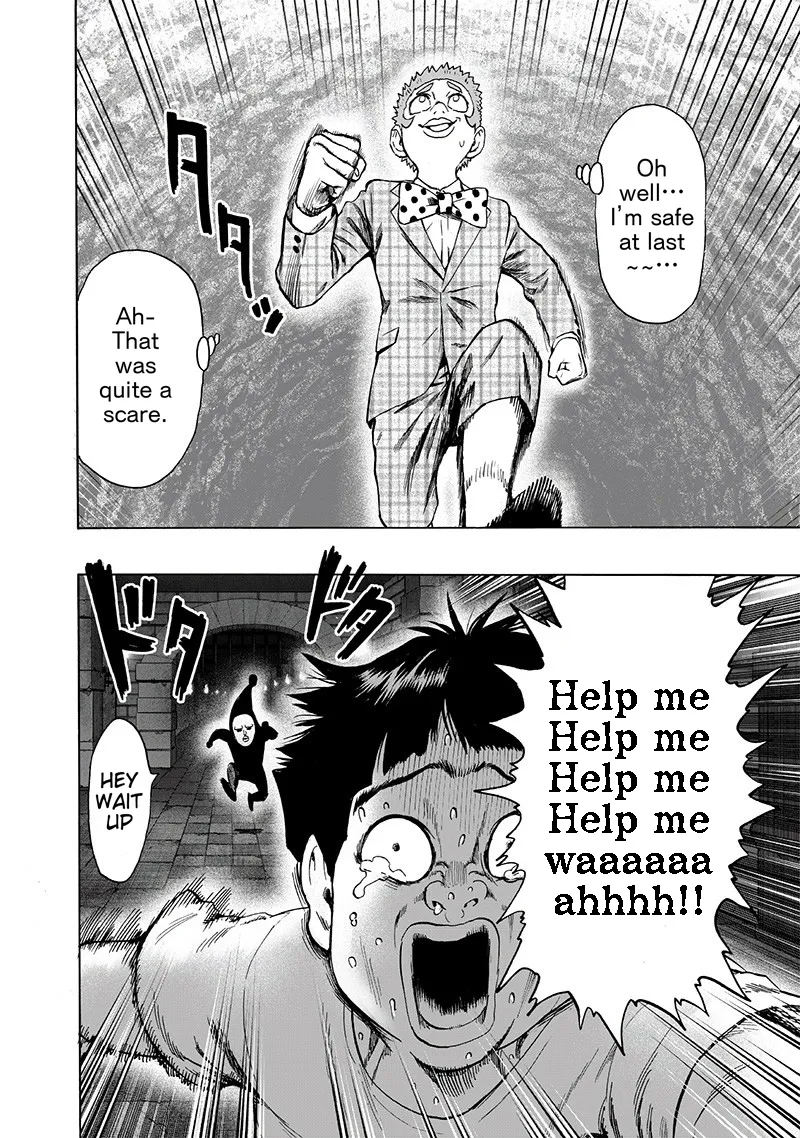 Oh
well…
I'm safe
at last
~~…
タタタッ
Ah-
That
was
quite a
scare.
ドタ
ドタ
Help me
Help me
Help me
Help me
waaaaaa
ahhhh!!
HEY
WAIT
UP